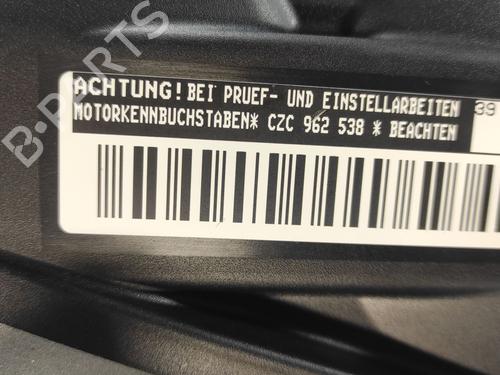 B-PARTS
ACHTUNG! BEI PRUEF- UND EINSTELLARBEITEN 39
MOTORKENNBUCHSTABEN* CZC 962 538 * BEACHTEN